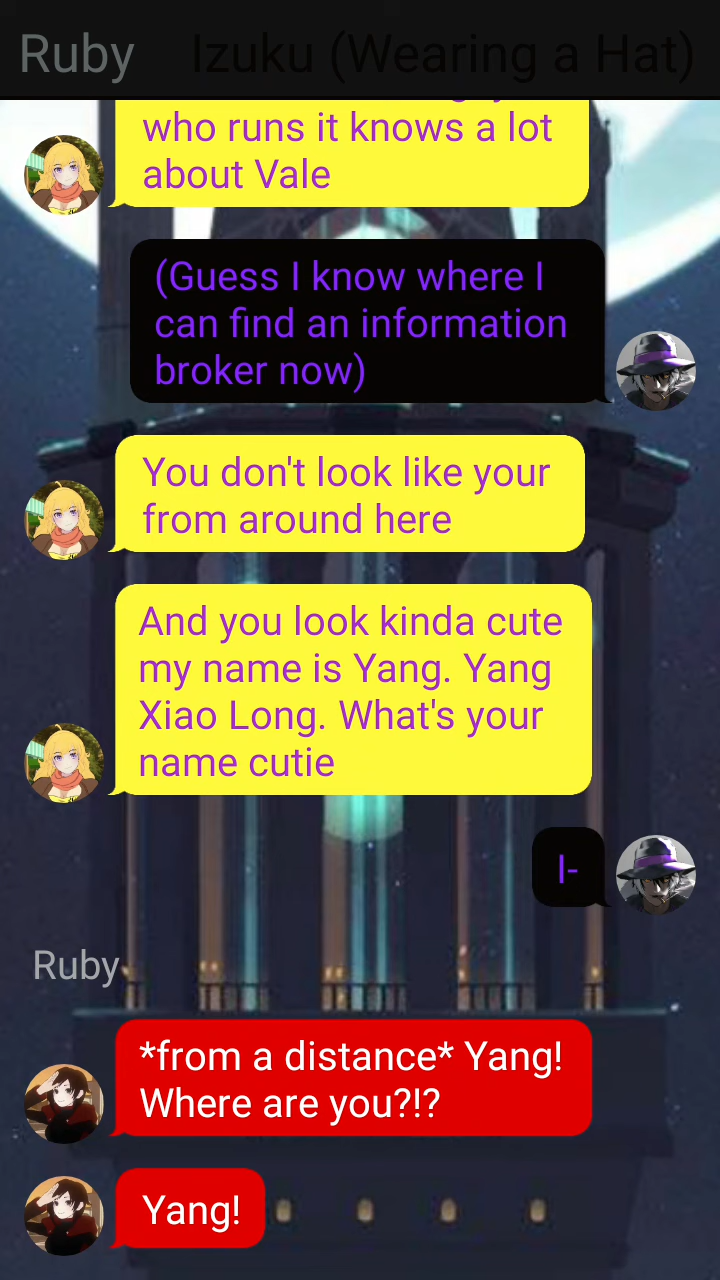 Ruby
Izuku (Wearing a Hat)
who runs it knows a lot
about Vale
(Guess I know where I
can find an information
broker now)
You don't look like your
from around here
And you look kinda cute
my name is Yang. Yang
Xiao Long. What's your
name cutie
I-
Ruby
*from a distance* Yang!
Where are you?!?
Yang!